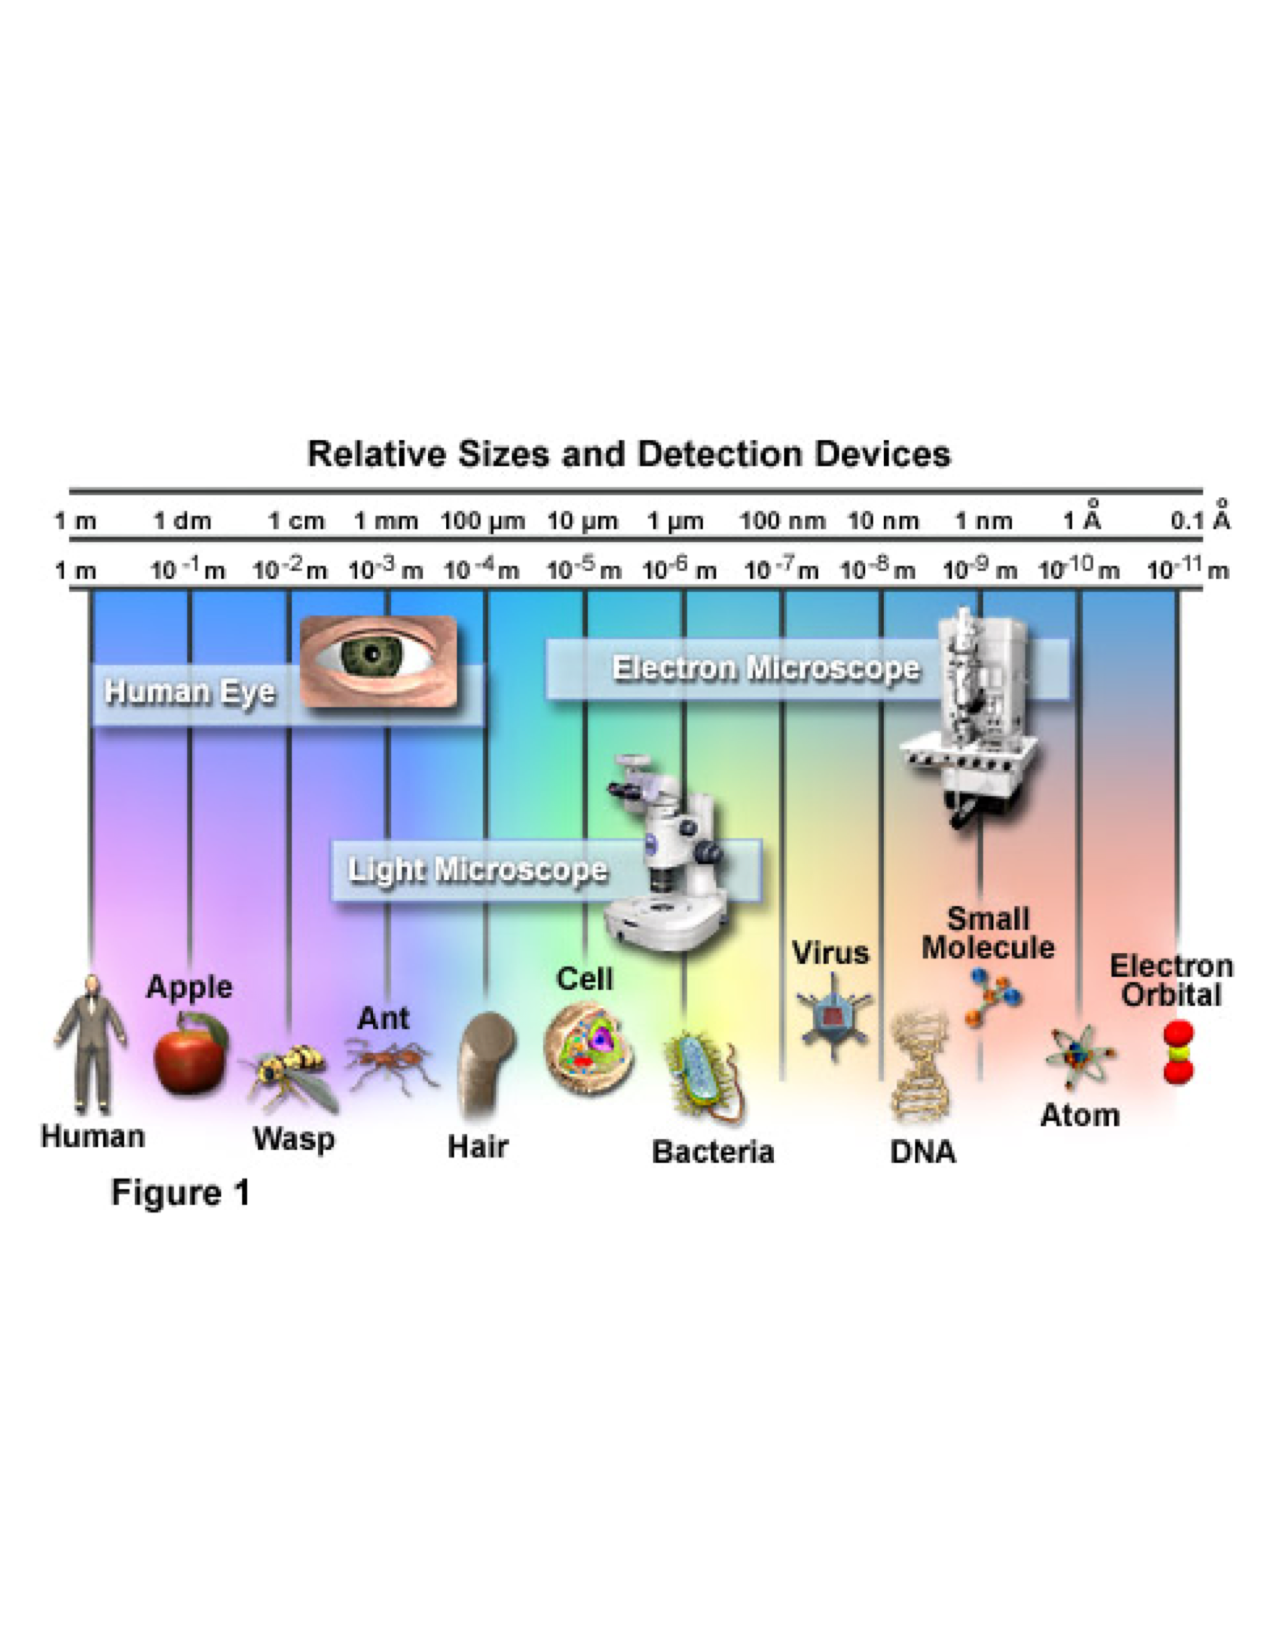 Relative Sizes and Detection Devices
1 m 1 dm 1 cm 1 mm 100 µm 10 µm 1 µm 100 nm 10 nm 1 nm 1 Å 0.1 Å
1 m 10⁻¹ m 10⁻² m 10⁻³ m 10⁻⁴ m 10⁻⁵ m 10⁻⁶ m 10⁻⁷ m 10⁻⁸ m 10⁻⁹ m 10⁻¹⁰ m 10⁻¹¹ m
Human Eye
Electron Microscope
Light Microscope
Human
Apple
Wasp
Ant
Hair
Cell
Bacteria
Virus
DNA
Small
Molecule
Atom
Electron
Orbital
Figure 1